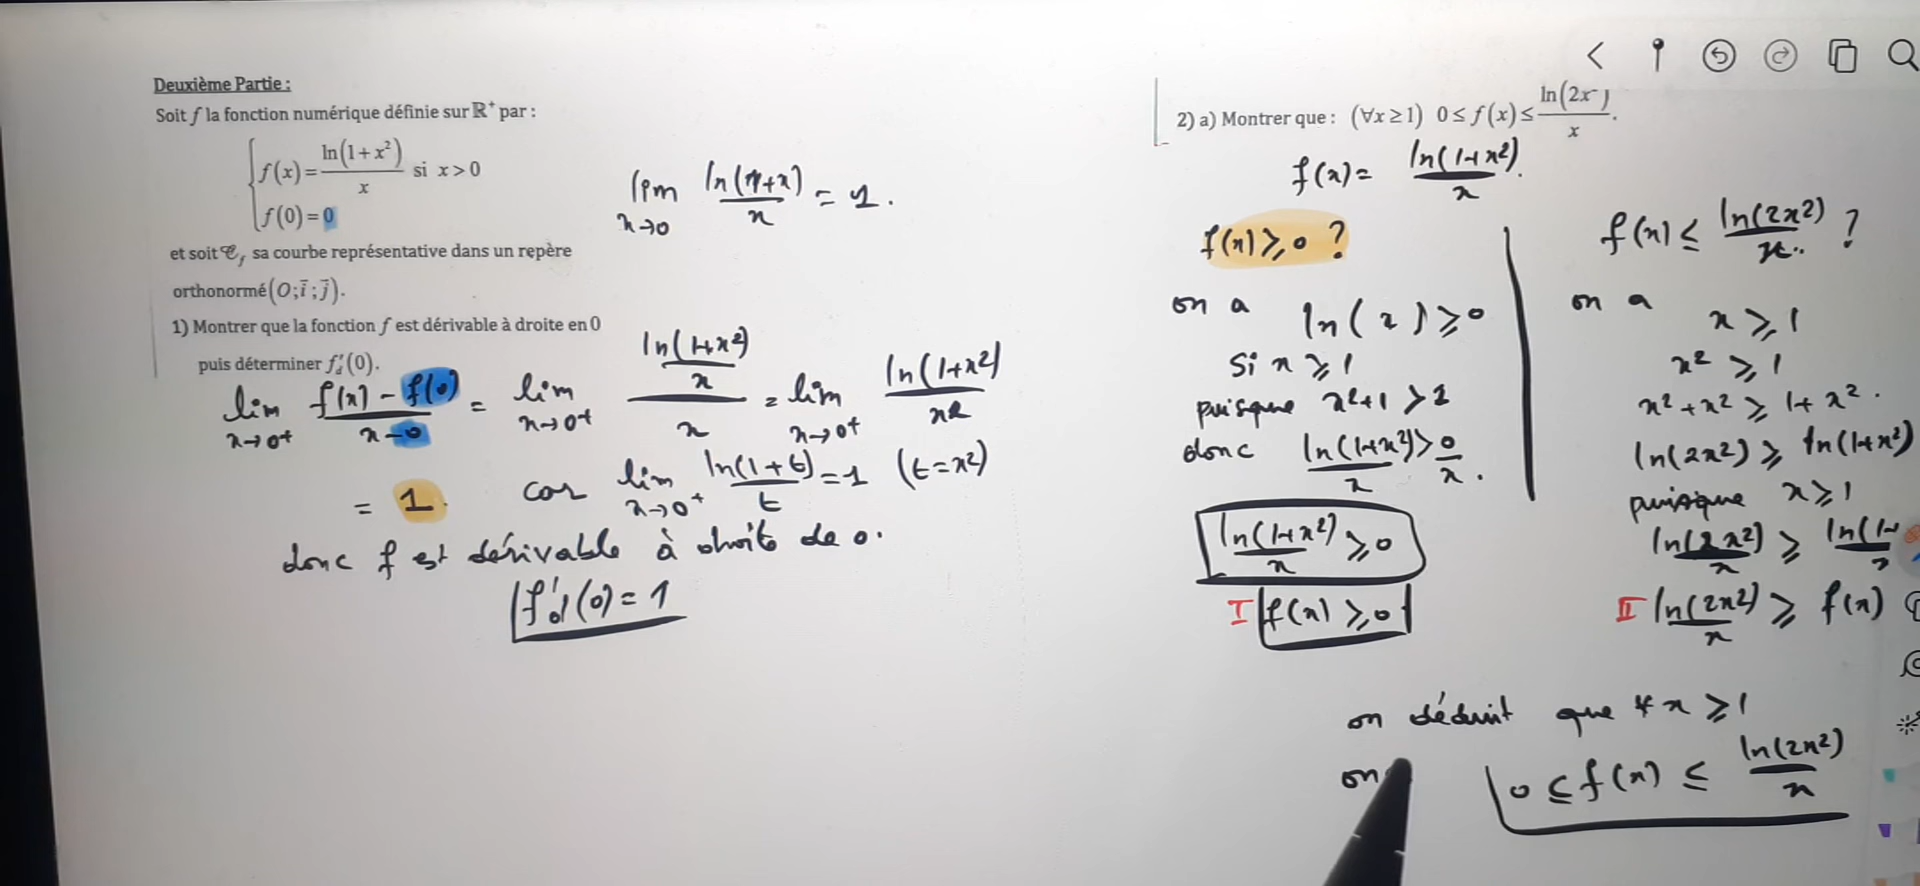 Deuxième Partie :
Soit f la fonction numérique définie sur ℝ⁺ par :
f(x) = ln(1+x²)/x si x > 0
f(0) = 0
et soit 𝒞_f sa courbe représentative dans un repère
orthonormé (O; i⃗ ; j⃗).
1) Montrer que la fonction f est dérivable à droite en 0
puis déterminer f'_d(0).
lim x→0 ln(1+x)/x = 1.
lim x→0⁺ (f(x) - f(0))/(x-0) = lim x→0⁺ (ln(1+x²)/x)/x = lim x→0⁺ ln(1+x²)/x²
= 1. car lim x→0⁺ ln(1+t)/t = 1 (t=x²)
donc f est dérivable à droite de 0.
f'd(0) = 1
2) a) Montrer que : (∀x ≥ 1) 0 ≤ f(x) ≤ ln(2x)/x.
f(x) = ln(1+x²)/x.
f(x) ≥ 0 ?
on a ln(x) ≥ 0
Si x ≥ 1
puisque x²+1 > 1
donc ln(1+x²)/x > 0/x.
ln(1+x²)/x ≥ 0
I f(x) ≥ 0
f(x) ≤ ln(2x²)/x ?
on a x ≥ 1
x² ≥ 1
x² + x² ≥ 1 + x².
ln(2x²) ≥ ln(1+x²)
puisque x ≥ 1
ln(2x²)/x ≥ ln(1+
II ln(2x²)/x ≥ f(x)
on déduit que ∀x ≥ 1
on 0 ≤ f(x) ≤ ln(2x²)/x